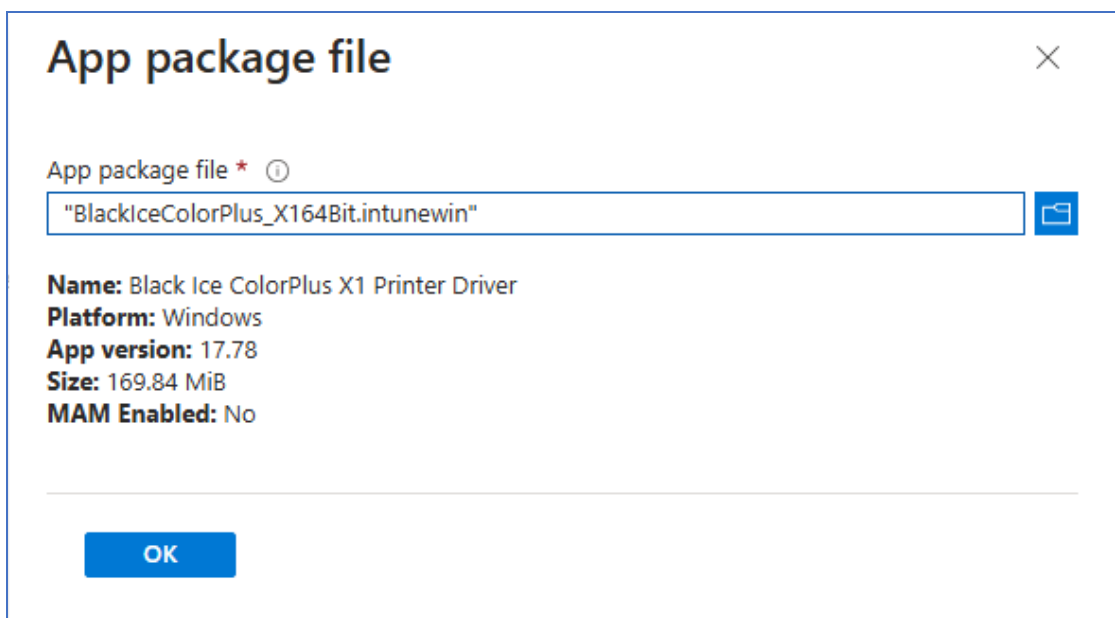 App package file
App package file *
"BlackIceColorPlus_X164Bit.intunewin"
Name: Black Ice ColorPlus X1 Printer Driver
Platform: Windows
App version: 17.78
Size: 169.84 MiB
MAM Enabled: No
OK